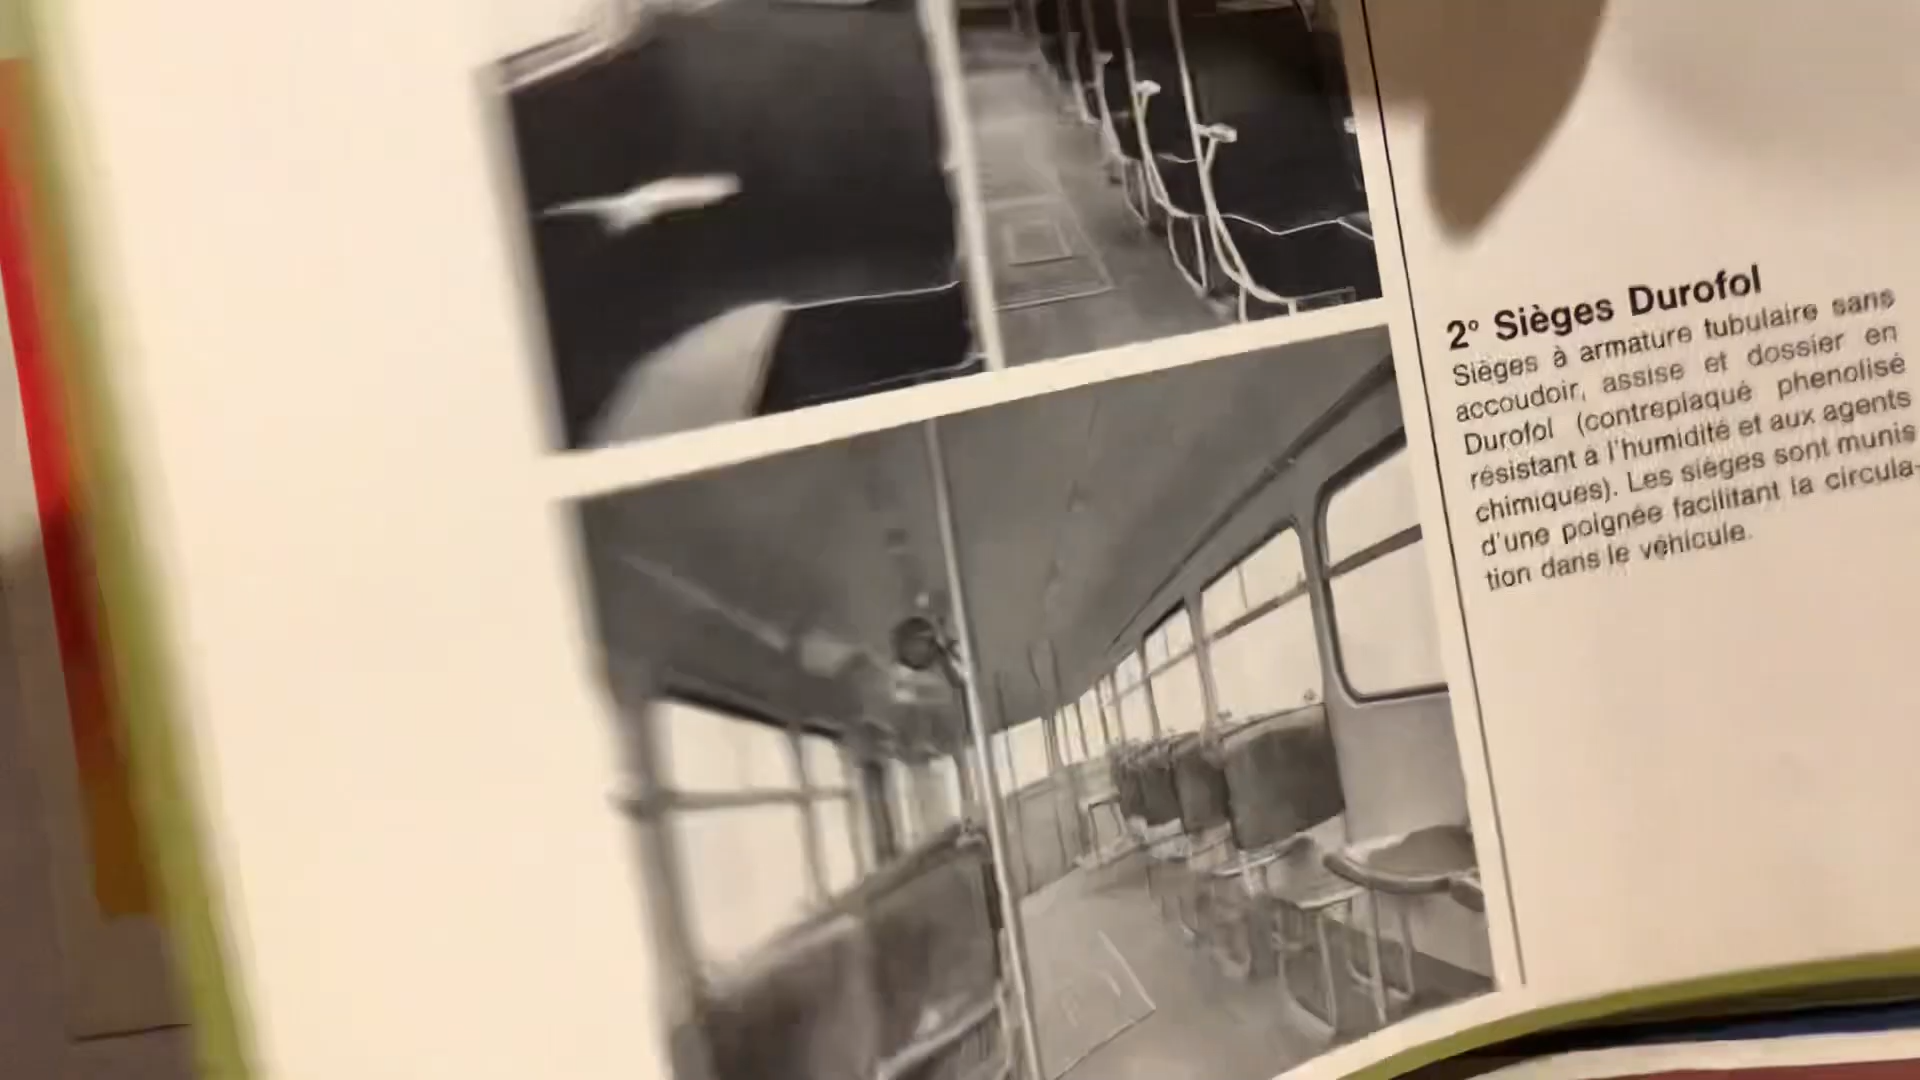 2° Sièges Durofol
Sièges à armature tubulaire sans
accoudoir, assise et dossier en
Durofol (contreplaqué phenolisé
résistant à l'humidité et aux agents
chimiques). Les sièges sont munis
d'une poignée facilitant la circula-
tion dans le véhicule.